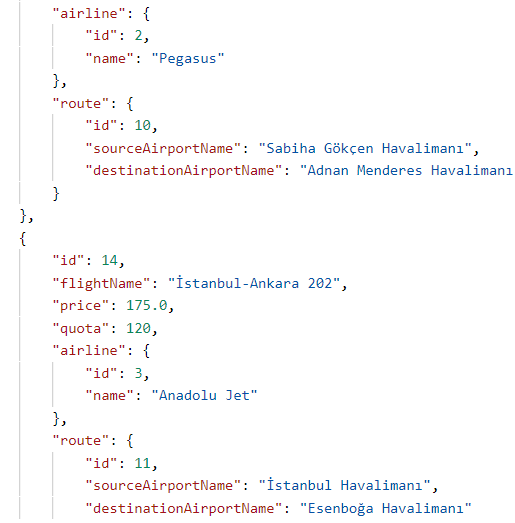 "airline": {
"id": 2,
"name": "Pegasus"
},
"route": {
"id": 10,
"sourceAirportName": "Sabiha Gökçen Havalimanı",
"destinationAirportName": "Adnan Menderes Havalimanı
}
},
{
"id": 14,
"flightName": "İstanbul-Ankara 202",
"price": 175.0,
"quota": 120,
"airline": {
"id": 3,
"name": "Anadolu Jet"
},
"route": {
"id": 11,
"sourceAirportName": "İstanbul Havalimanı",
"destinationAirportName": "Esenboğa Havalimanı"